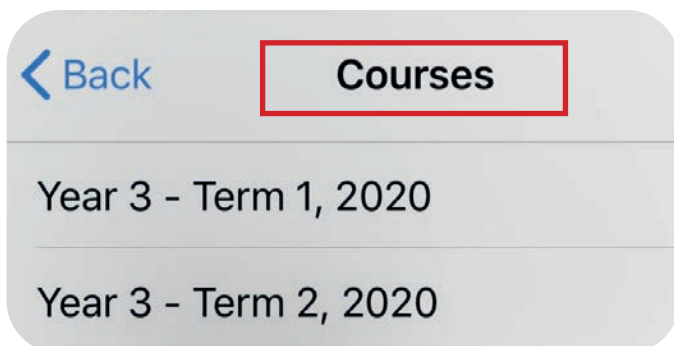 Back
Courses
Year 3 - Term 1, 2020
Year 3 - Term 2, 2020